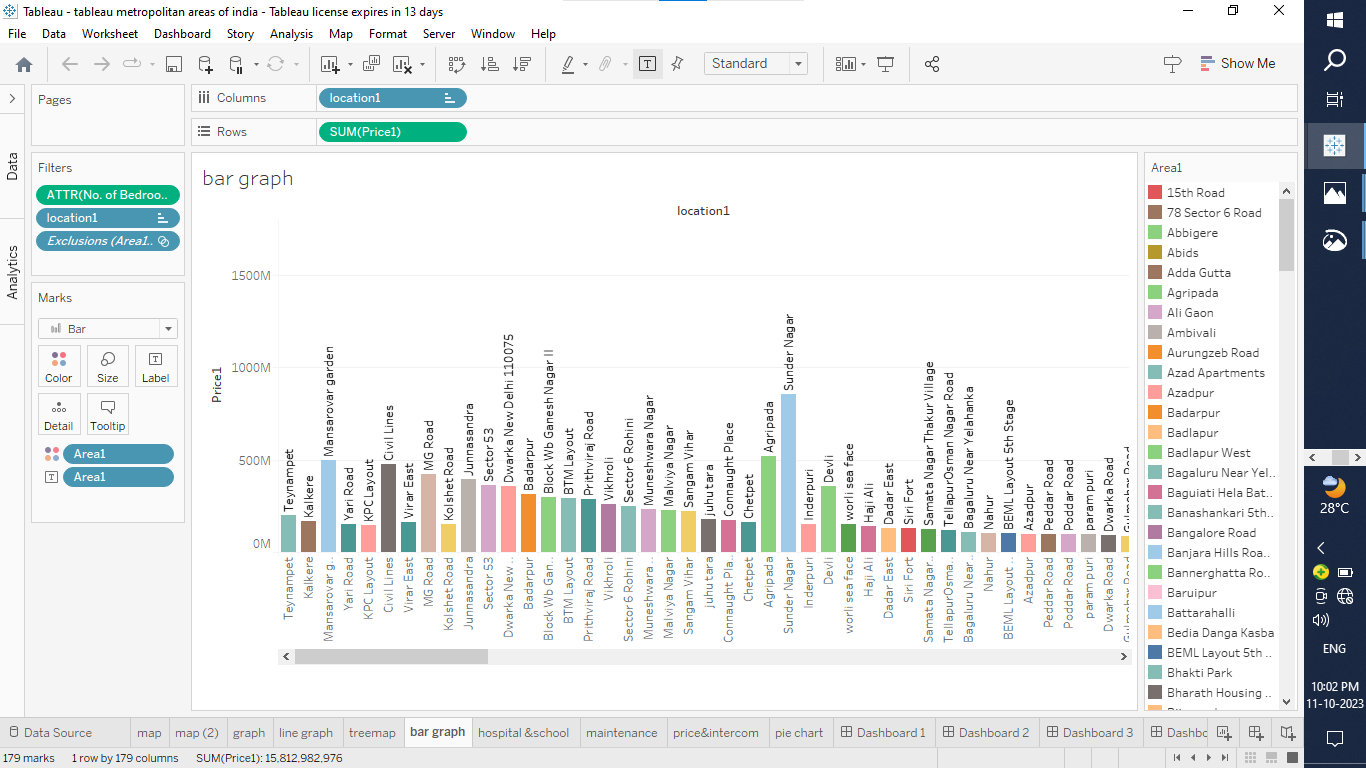 Tableau - tableau metropolitan areas of india - Tableau license expires in 13 days
File Data Worksheet Dashboard Story Analysis Map Format Server Window Help
Standard
Show Me
Pages
Columns
location1
Rows
SUM(Price1)
Data
Analytics
Filters
ATTR(No. of Bedroo..
location1
Exclusions (Area1..
Marks
Bar
Color Size Label
Detail Tooltip
Area1
Area1
bar graph
location1
Price1
1500M
1000M
500M
0M
Teynampet
Kalkere
Mansarovar garden
Yari Road
KPC Layout
Civil Lines
Virar East
MG Road
Kolshet Road
Junnasandra
Sector 53
Dwarka New Delhi 1110075
Badarpur
Block Wb Ganesh Nagar II
BTM Layout
Prithviraj Road
Vikhroli
Sector 6 Rohini
Muneshwara Nagar
Malviya Nagar
Sangam Vihar
juhu tara
Connaught Place
Chetpet
Agripada
Sunder Nagar
Inderpuri
Devli
worli sea face
Haji Ali
Dadar East
Siri Fort
Samata Nagar Thakur Village
TellapurOsman Nagar Road
Bagaluru Near Yelahanka
Nahur
BEML Layout 5th Stage
Azadpur
Peddar Road
Poddar Road
param puri
Dwarka Road
Teynampet
Kalkere
Mansarovar g..
Yari Road
KPC Layout
Civil Lines
Virar East
MG Road
Kolshet Road
Junnasandra
Sector 53
Dwarka New ..
Badarpur
Block Wb Gan..
BTM Layout
Prithviraj Road
Vikhroli
Sector 6 Rohini
Muneshwara ..
Malviya Nagar
Sangam Vihar
juhu tara
Connaught Pla..
Chetpet
Agripada
Sunder Nagar
Inderpuri
Devli
worli sea face
Haji Ali
Dadar East
Siri Fort
Samata Nagar..
TellapurOsma..
Bagaluru Near..
Nahur
BEML Layout ..
Azadpur
Peddar Road
Poddar Road
param puri
Dwarka Road
Area1
15th Road
78 Sector 6 Road
Abbigere
Abids
Adda Gutta
Agripada
Ali Gaon
Ambivali
Aurungzeb Road
Azad Apartments
Azadpur
Badarpur
Badlapur
Badlapur West
Bagaluru Near Yel..
Baguiati Hela Bat..
Banashankari 5th..
Bangalore Road
Banjara Hills Roa..
Bannerghatta Ro..
Baruipur
Battarahalli
Bedia Danga Kasba
BEML Layout 5th ..
Bhakti Park
Bharath Housing ..
Data Source map map (2) graph line graph treemap bar graph hospital &school maintenance price&intercom pie chart Dashboard 1 Dashboard 2 Dashboard 3 Dashbo
179 marks 1 row by 179 columns SUM(Price1): 15,812,982,976
28°C
ENG
10:02 PM
11-10-2023